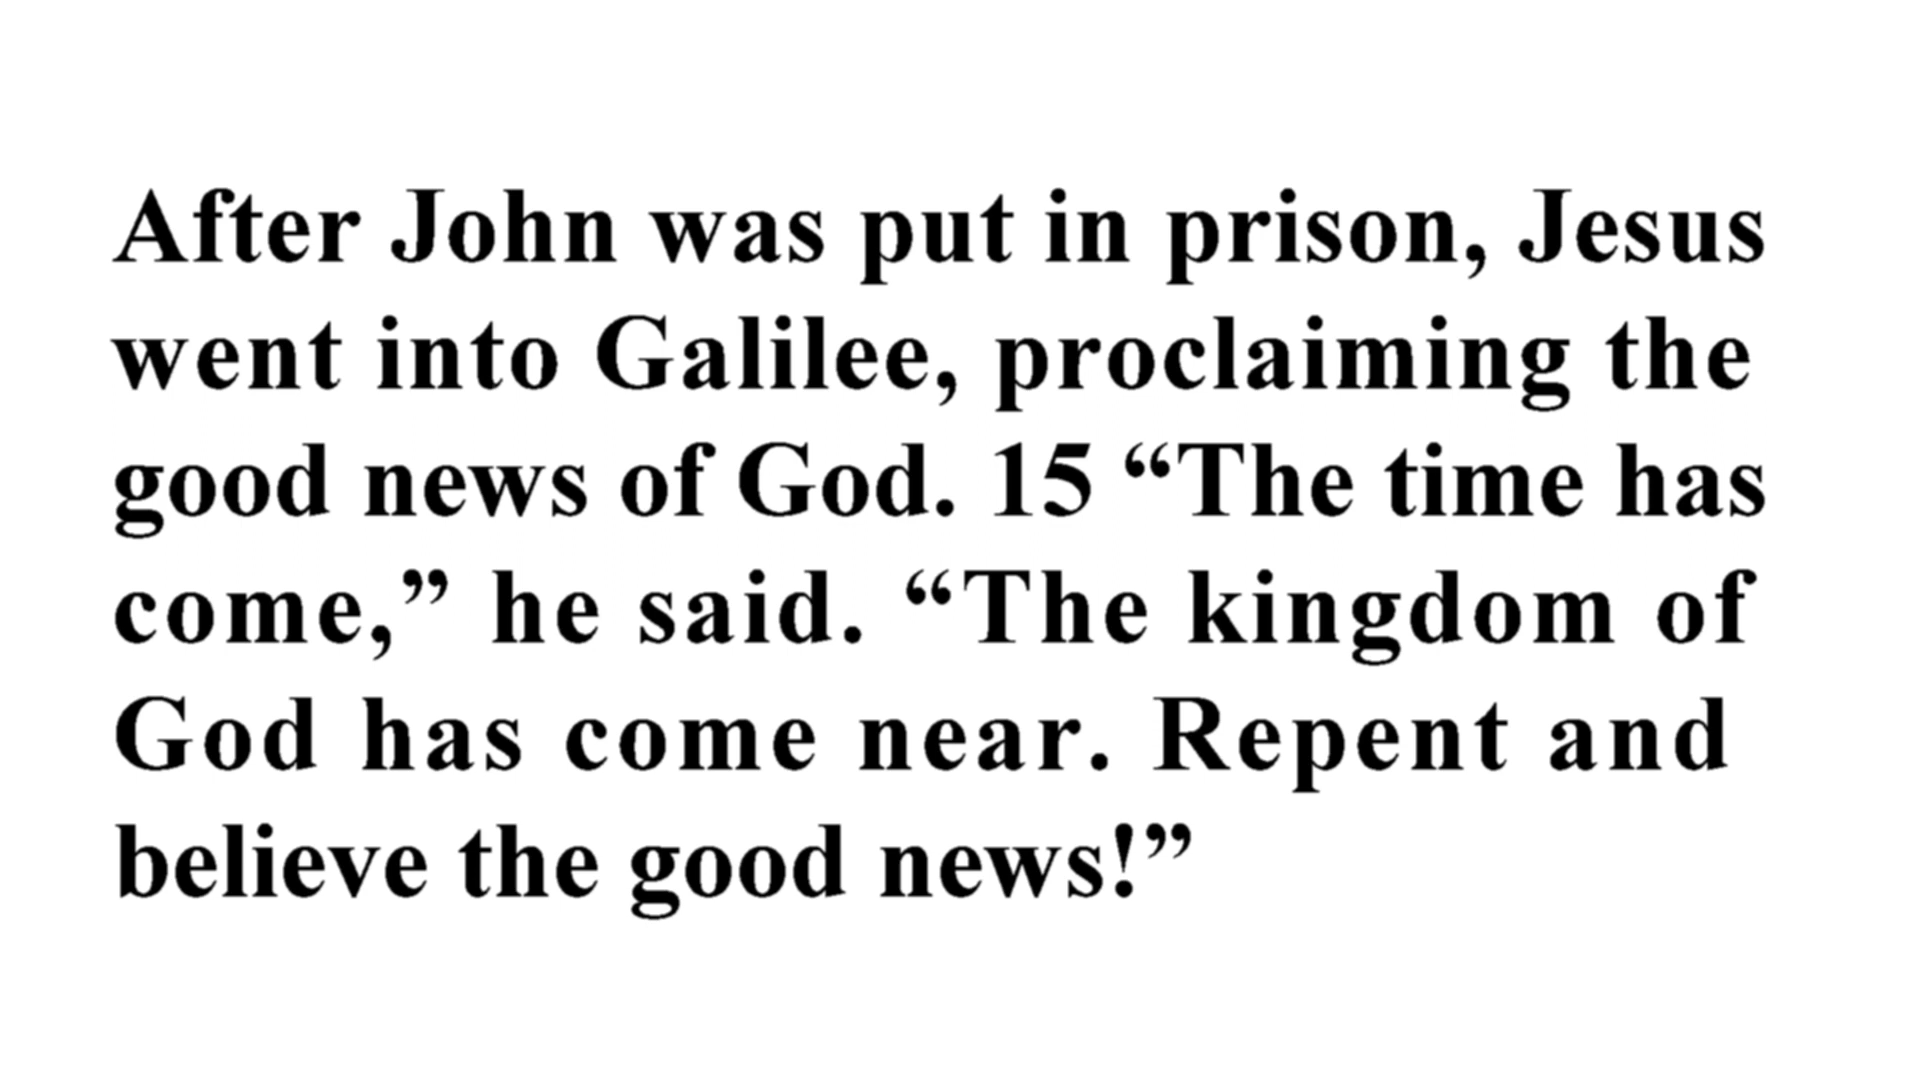 After John was put in prison, Jesus
went into Galilee, proclaiming the
good news of God. 15 “The time has
come,” he said. “The kingdom of
God has come near. Repent and
believe the good news!”